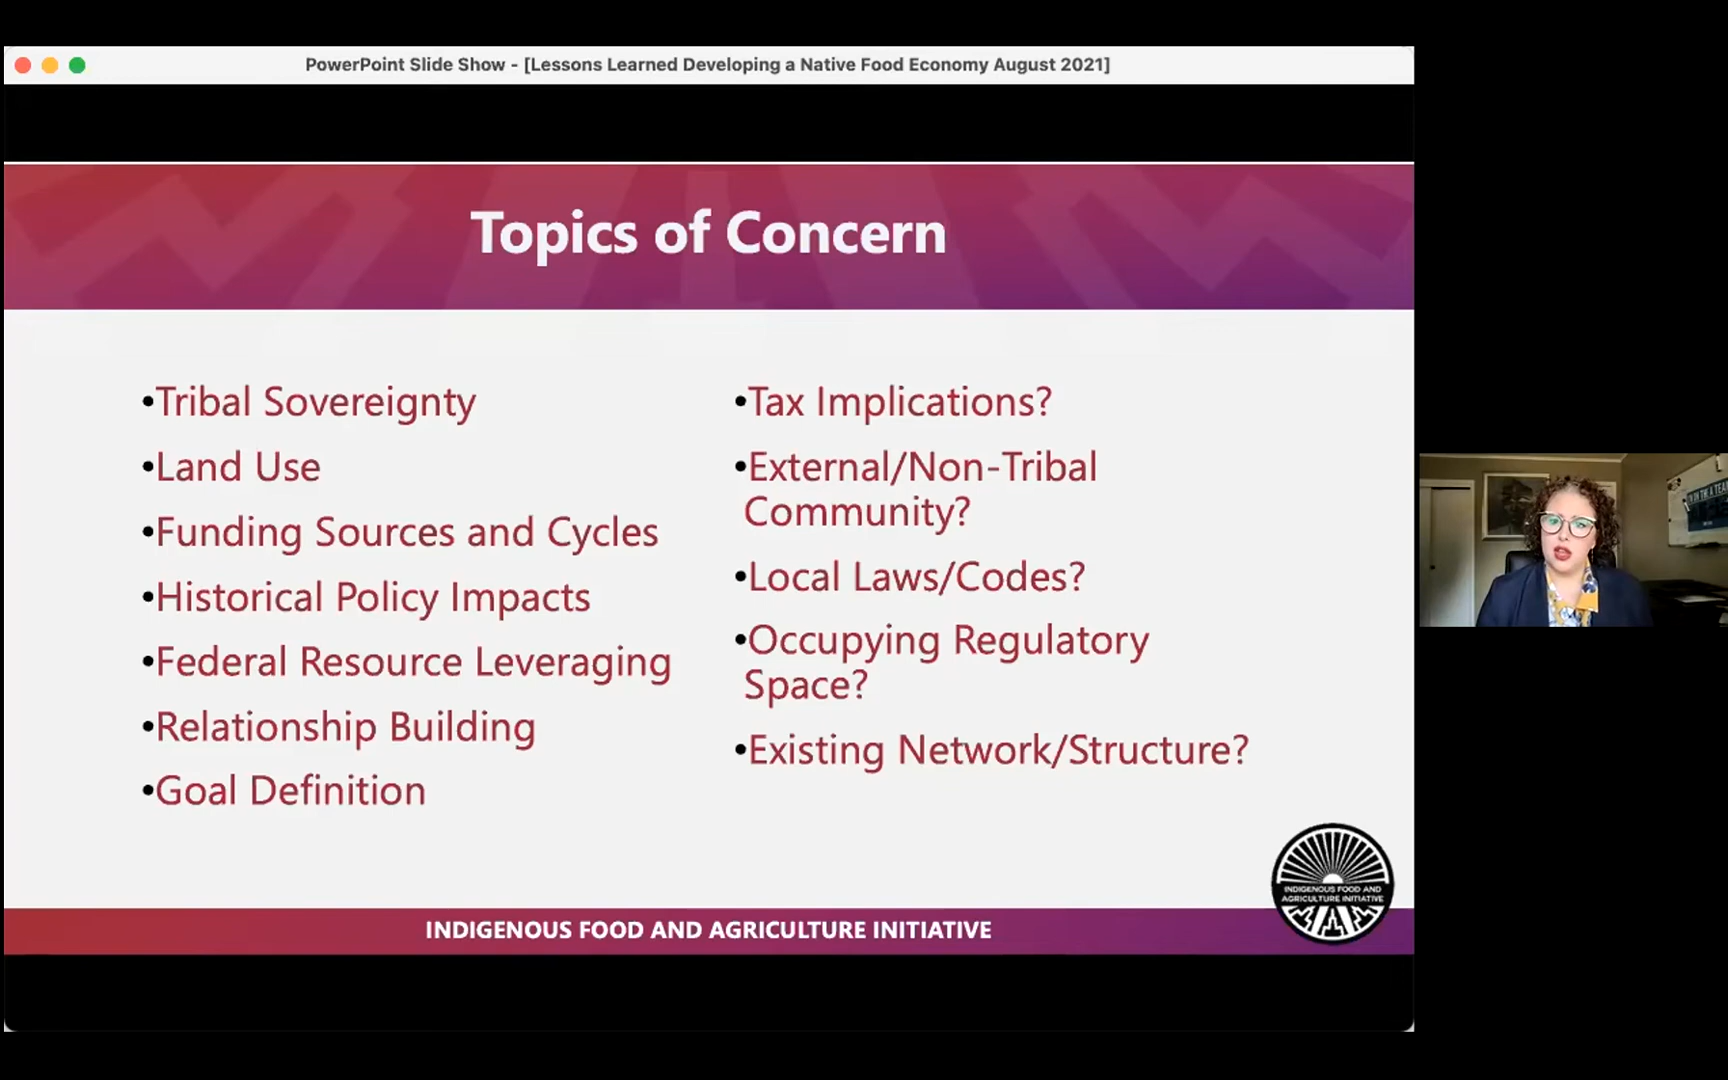 PowerPoint Slide Show - [Lessons Learned Developing a Native Food Economy August 2021]
Topics of Concern
•Tribal Sovereignty
•Land Use
•Funding Sources and Cycles
•Historical Policy Impacts
•Federal Resource Leveraging
•Relationship Building
•Goal Definition
•Tax Implications?
•External/Non-Tribal
Community?
•Local Laws/Codes?
•Occupying Regulatory
Space?
•Existing Network/Structure?
INDIGENOUS FOOD AND
AGRICULTURE INITIATIVE
INDIGENOUS FOOD AND AGRICULTURE INITIATIVE